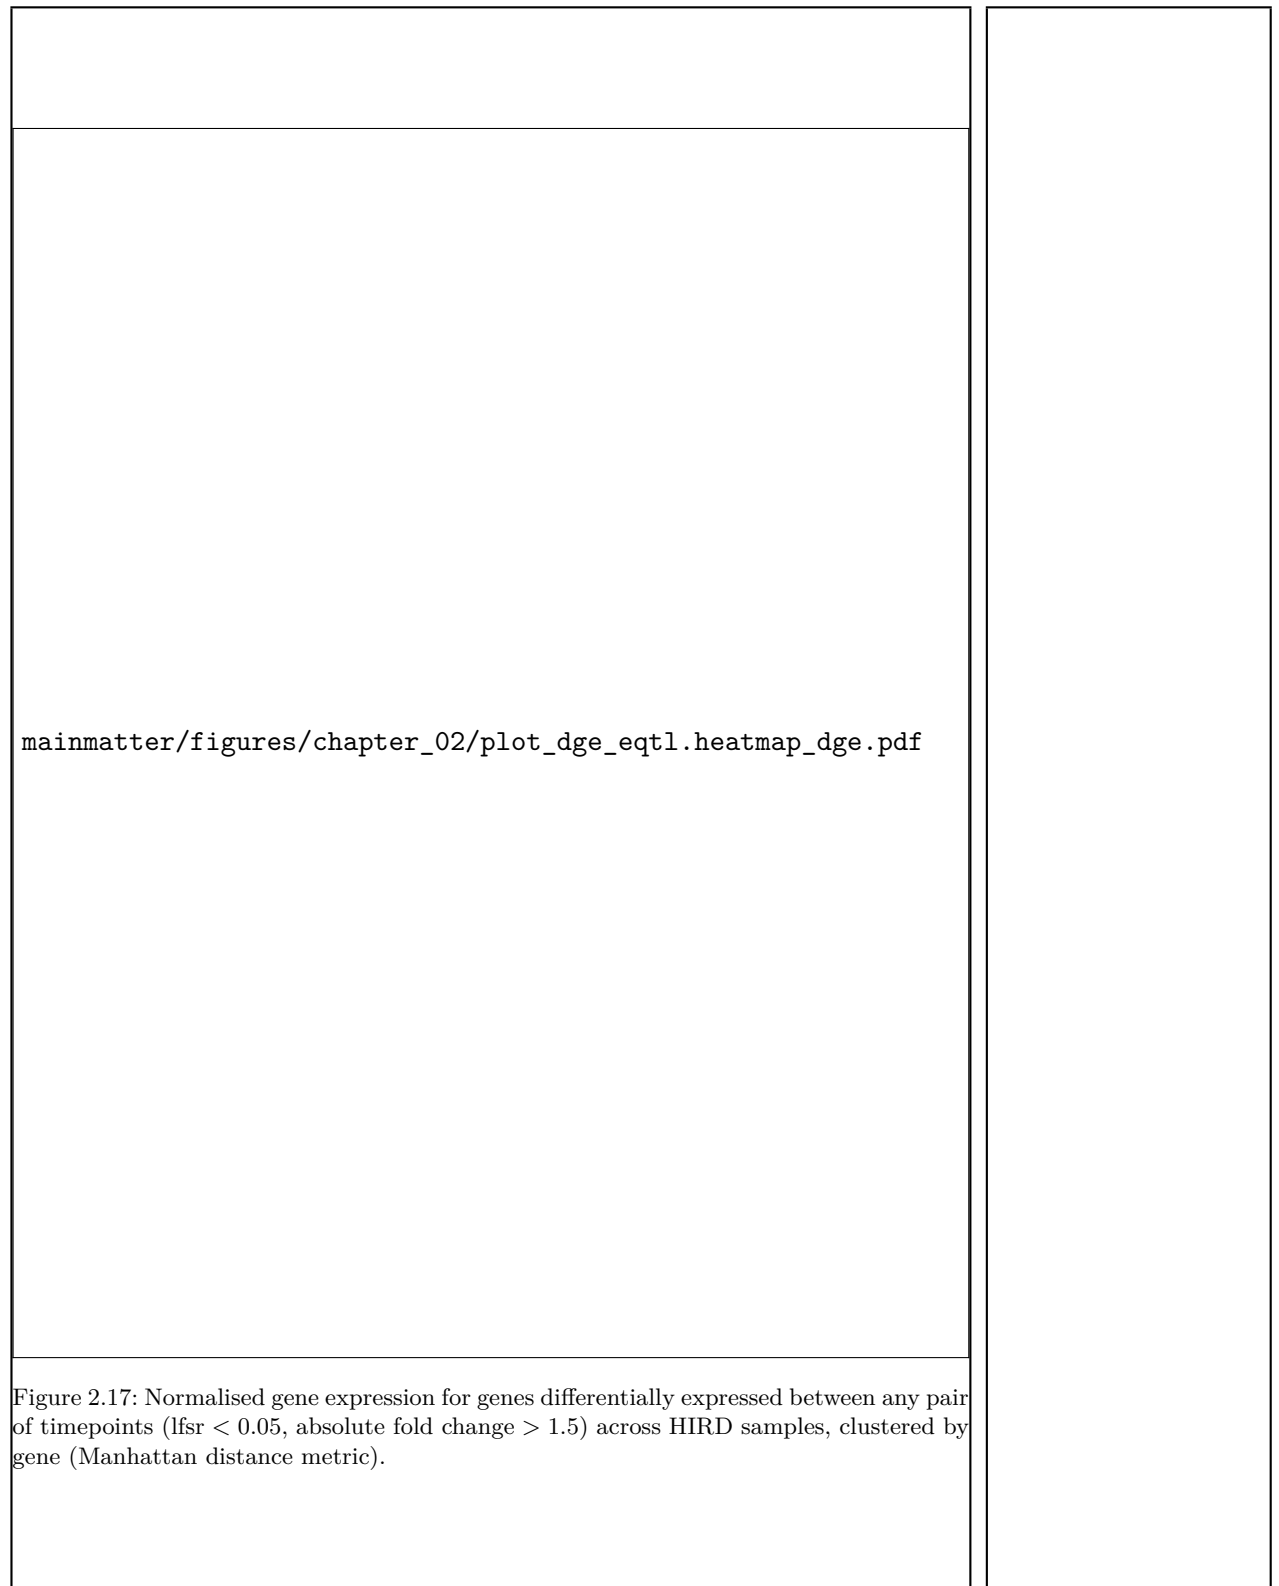 mainmatter/figures/chapter_02/plot_dge_eqtl.heatmap_dge.pdf
Figure 2.17: Normalised gene expression for genes differentially expressed between any pair
of timepoints (lfsr < 0.05, absolute fold change > 1.5) across HIRD samples, clustered by
gene (Manhattan distance metric).